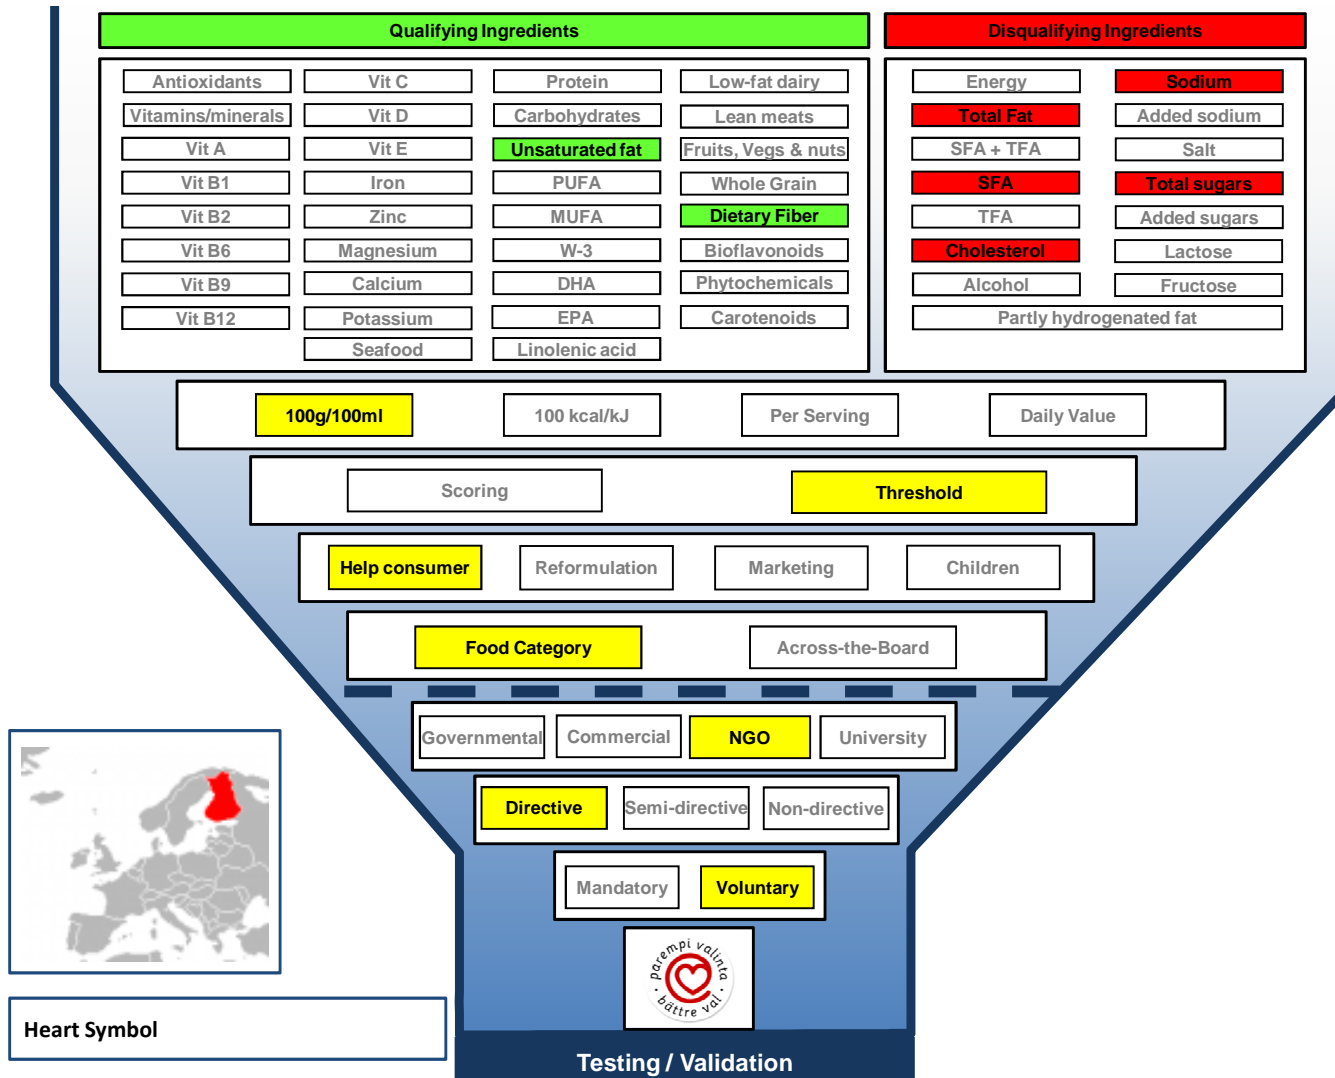 Qualifying Ingredients
Disqualifying Ingredients
Antioxidants Vit C Protein Low-fat dairy Energy Sodium
Vitamins/minerals Vit D Carbohydrates Lean meats Total Fat Added sodium
Vit A Vit E Unsaturated fat Fruits, Vegs & nuts SFA + TFA Salt
Vit B1 Iron PUFA Whole Grain SFA Total sugars
Vit B2 Zinc MUFA Dietary Fiber TFA Added sugars
Vit B6 Magnesium W-3 Bioflavonoids Cholesterol Lactose
Vit B9 Calcium DHA Phytochemicals Alcohol Fructose
Vit B12 Potassium EPA Carotenoids Partly hydrogenated fat
Seafood Linolenic acid
100g/100ml 100 kcal/kJ Per Serving Daily Value
Scoring Threshold
Help consumer Reformulation Marketing Children
Food Category Across-the-Board
Governmental Commercial NGO University
Directive Semi-directive Non-directive
Mandatory Voluntary
parempi valinta
bättre val
Heart Symbol
Testing / Validation